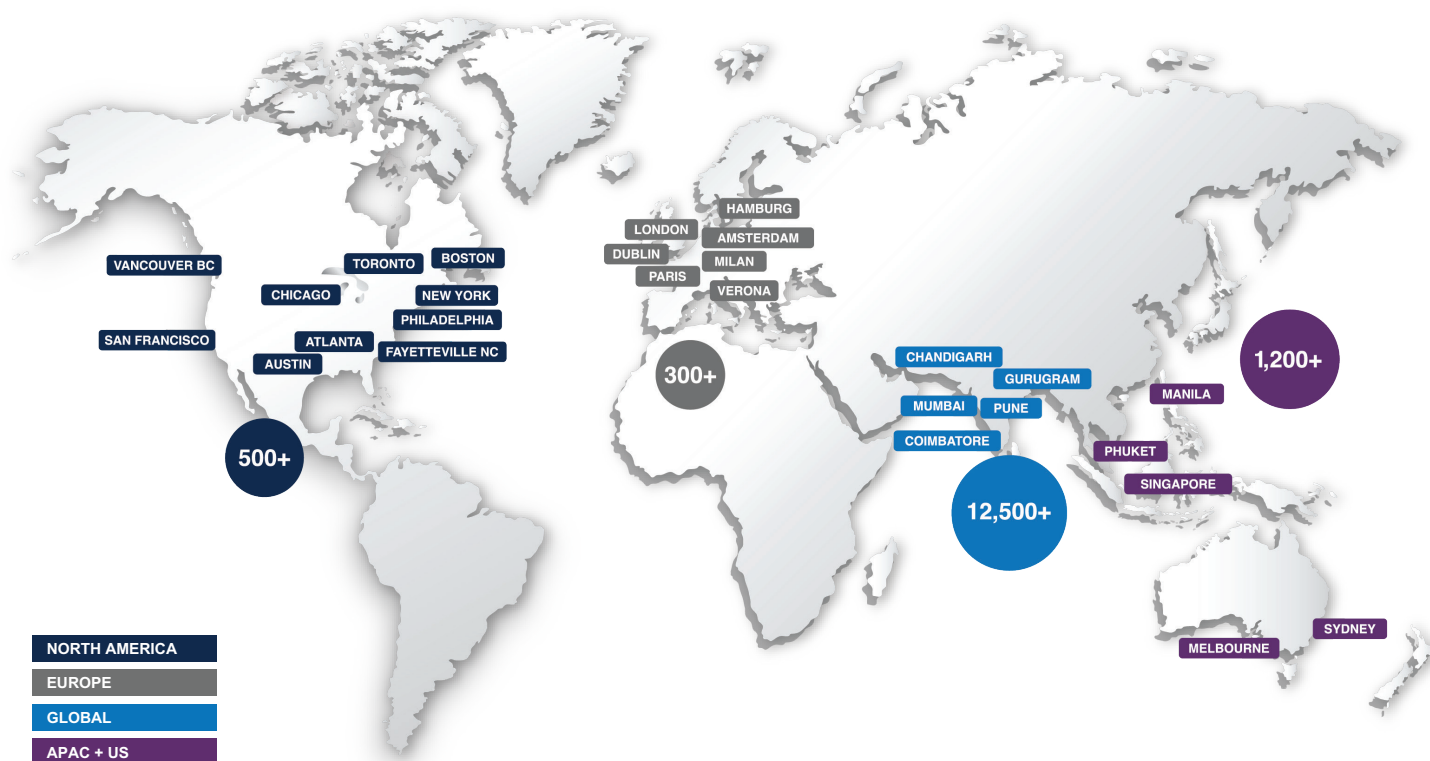 VANCOUVER BC
TORONTO
BOSTON
CHICAGO
NEW YORK
PHILADELPHIA
SAN FRANCISCO
ATLANTA
FAYETTEVILLE NC
AUSTIN
500+
HAMBURG
LONDON
AMSTERDAM
DUBLIN
MILAN
PARIS
VERONA
300+
CHANDIGARH
GURUGRAM
MUMBAI
PUNE
COIMBATORE
12,500+
1,200+
MANILA
PHUKET
SINGAPORE
SYDNEY
MELBOURNE
NORTH AMERICA
EUROPE
GLOBAL
APAC + US